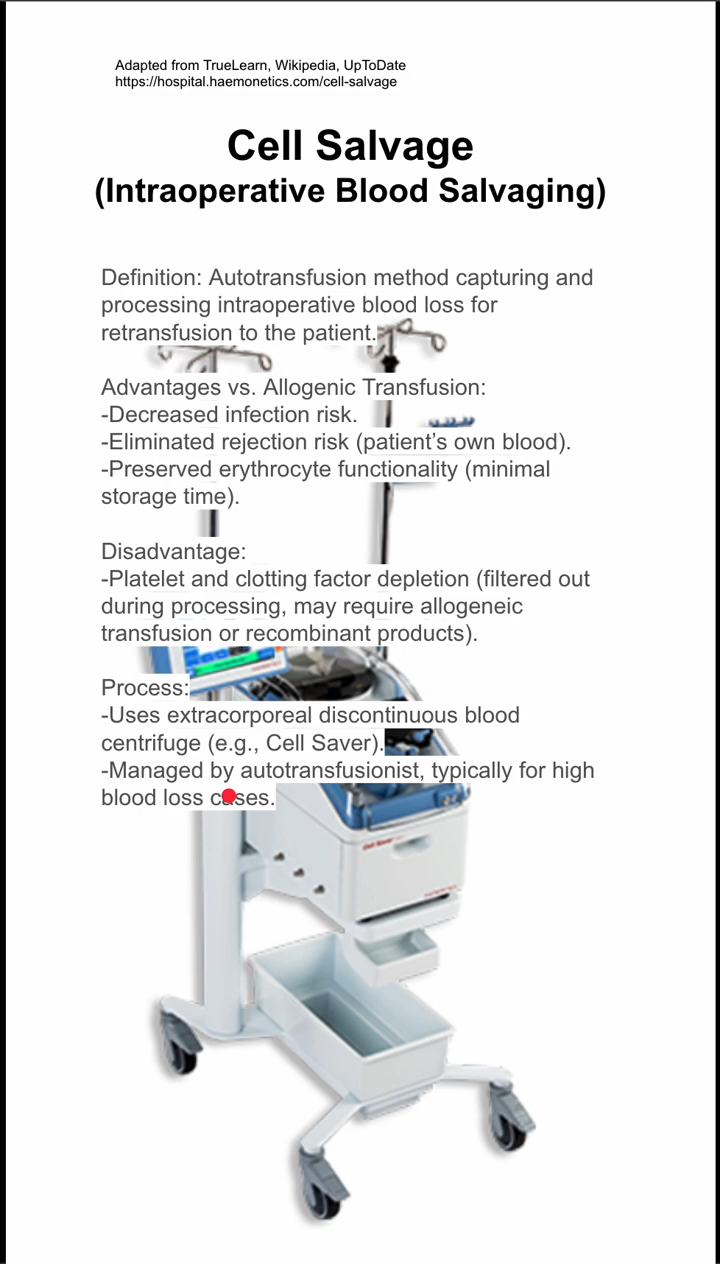 Adapted from TrueLearn, Wikipedia, UpToDate
https://hospital.haemonetics.com/cell-salvage
Cell Salvage
(Intraoperative Blood Salvaging)
Definition: Autotransfusion method capturing and
processing intraoperative blood loss for
retransfusion to the patient.
Advantages vs. Allogenic Transfusion:
-Decreased infection risk.
-Eliminated rejection risk (patient's own blood).
-Preserved erythrocyte functionality (minimal
storage time).
Disadvantage:
-Platelet and clotting factor depletion (filtered out
during processing, may require allogeneic
transfusion or recombinant products).
Process:
-Uses extracorporeal discontinuous blood
centrifuge (e.g., Cell Saver).
-Managed by autotransfusionist, typically for high
blood loss cases.
Cell Saver